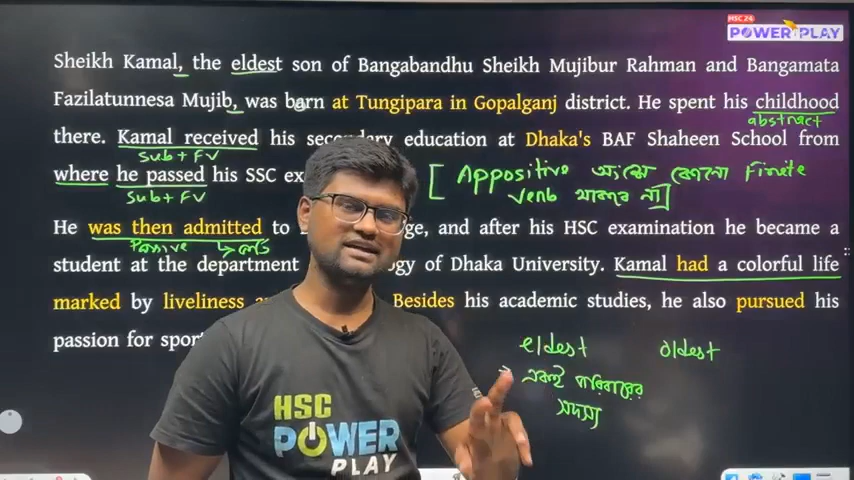 HSC 24
POWER PLAY
Sheikh Kamal, the eldest son of Bangabandhu Sheikh Mujibur Rahman and Bangamata
Fazilatunnesa Mujib, was born at Tungipara in Gopalganj district. He spent his childhood
abstract
there. Kamal received his secondary education at Dhaka's BAF Shaheen School from
Sub + FV
where he passed his SSC
Sub + FV
[ Appositive অংশে কোনো Finite
verb থাকবে না ]
He was then admitted to and after his HSC examination he became a
Passive
student at the department of Dhaka University. Kamal had a colorful life
marked by liveliness Besides his academic studies, he also pursued his
passion for
eldest oldest
একই পরিবারের
সদস্য
HSC
POWER
PLAY